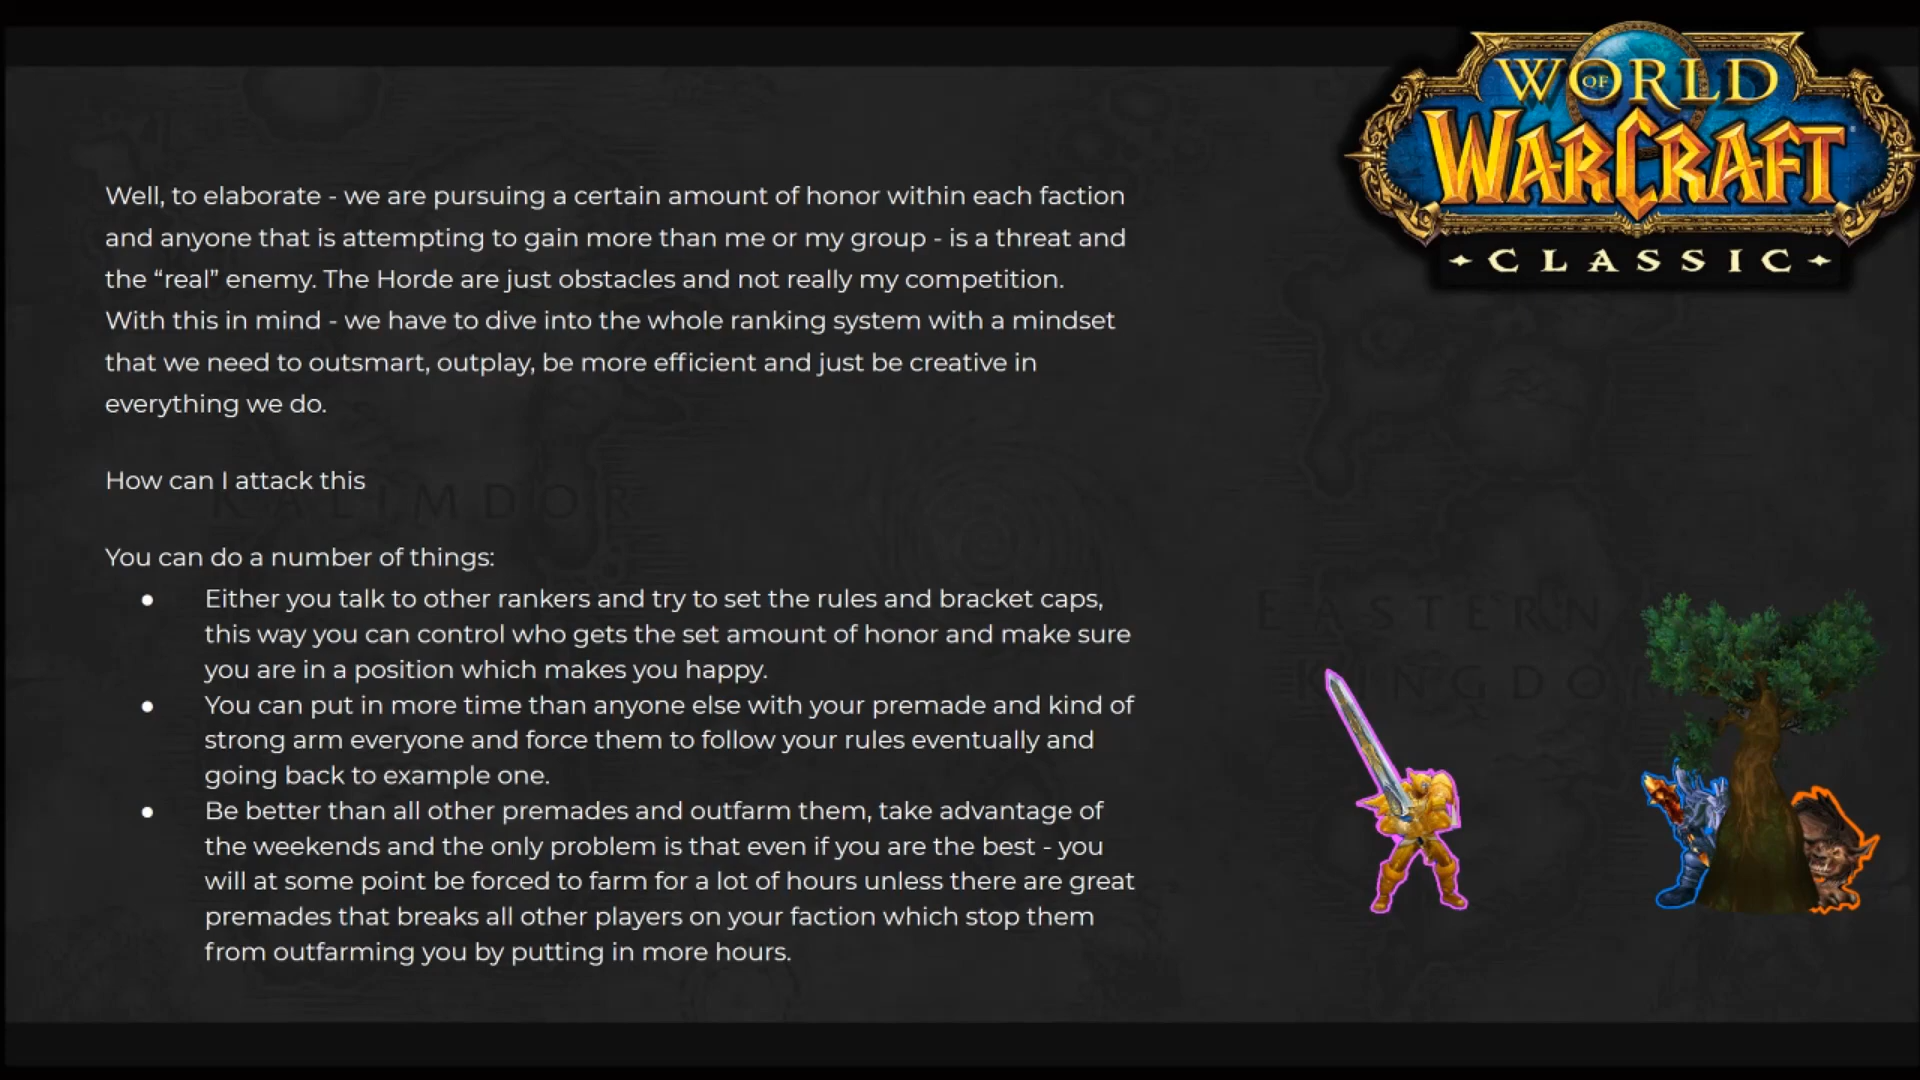 WORLD
OF
WARCRAFT
CLASSIC
Well, to elaborate - we are pursuing a certain amount of honor within each faction
and anyone that is attempting to gain more than me or my group - is a threat and
the “real” enemy. The Horde are just obstacles and not really my competition.
With this in mind - we have to dive into the whole ranking system with a mindset
that we need to outsmart, outplay, be more efficient and just be creative in
everything we do.
How can I attack this
KALIMDOR
You can do a number of things:
● Either you talk to other rankers and try to set the rules and bracket caps,
this way you can control who gets the set amount of honor and make sure
you are in a position which makes you happy.
● You can put in more time than anyone else with your premade and kind of
strong arm everyone and force them to follow your rules eventually and
going back to example one.
● Be better than all other premades and outfarm them, take advantage of
the weekends and the only problem is that even if you are the best - you
will at some point be forced to farm for a lot of hours unless there are great
premades that breaks all other players on your faction which stop them
from outfarming you by putting in more hours.
EASTERN